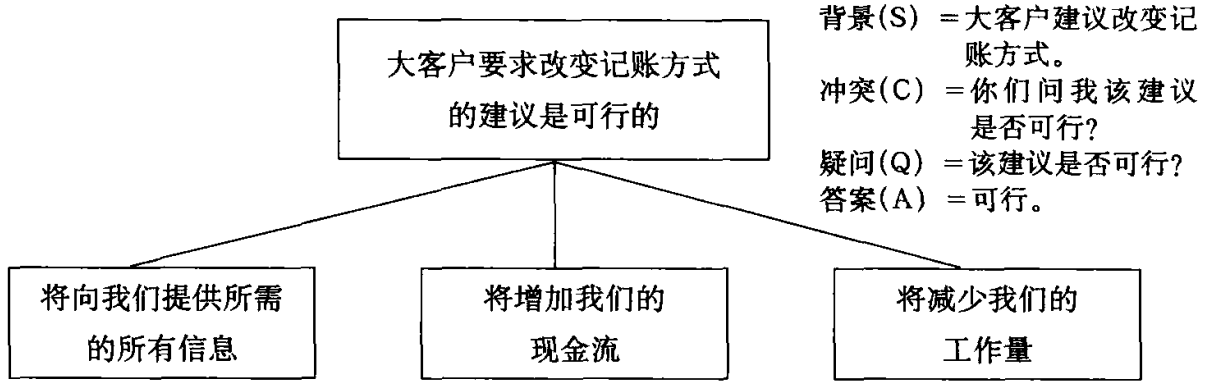 背景(S) =大客户建议改变记
账方式。
冲突(C) =你们问我该建议
是否可行?
疑问(Q) =该建议是否可行?
答案(A) =可行。
大客户要求改变记账方式
的建议是可行的
将向我们提供所需
的所有信息
将增加我们的
现金流
将减少我们的
工作量